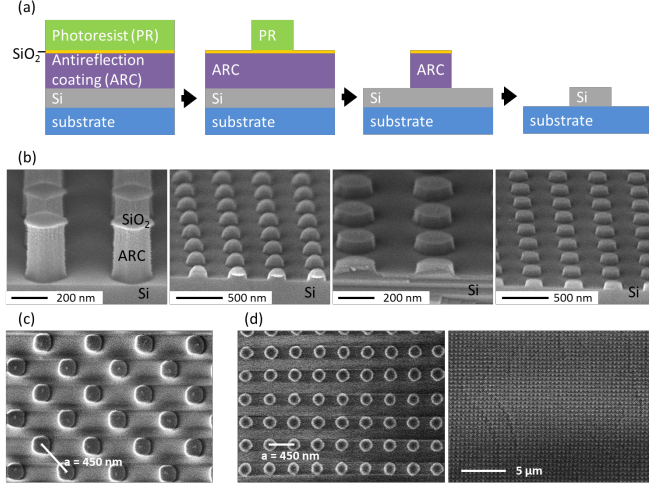 (a)
Photoresist (PR)
SiO2
Antireflection
coating (ARC)
Si
substrate
PR
ARC
Si
substrate
ARC
Si
substrate
Si
substrate
(b)
SiO2
ARC
Si
200 nm
Si
500 nm
Si
200 nm
Si
500 nm
(c)
a = 450 nm
(d)
a = 450 nm
5 μm